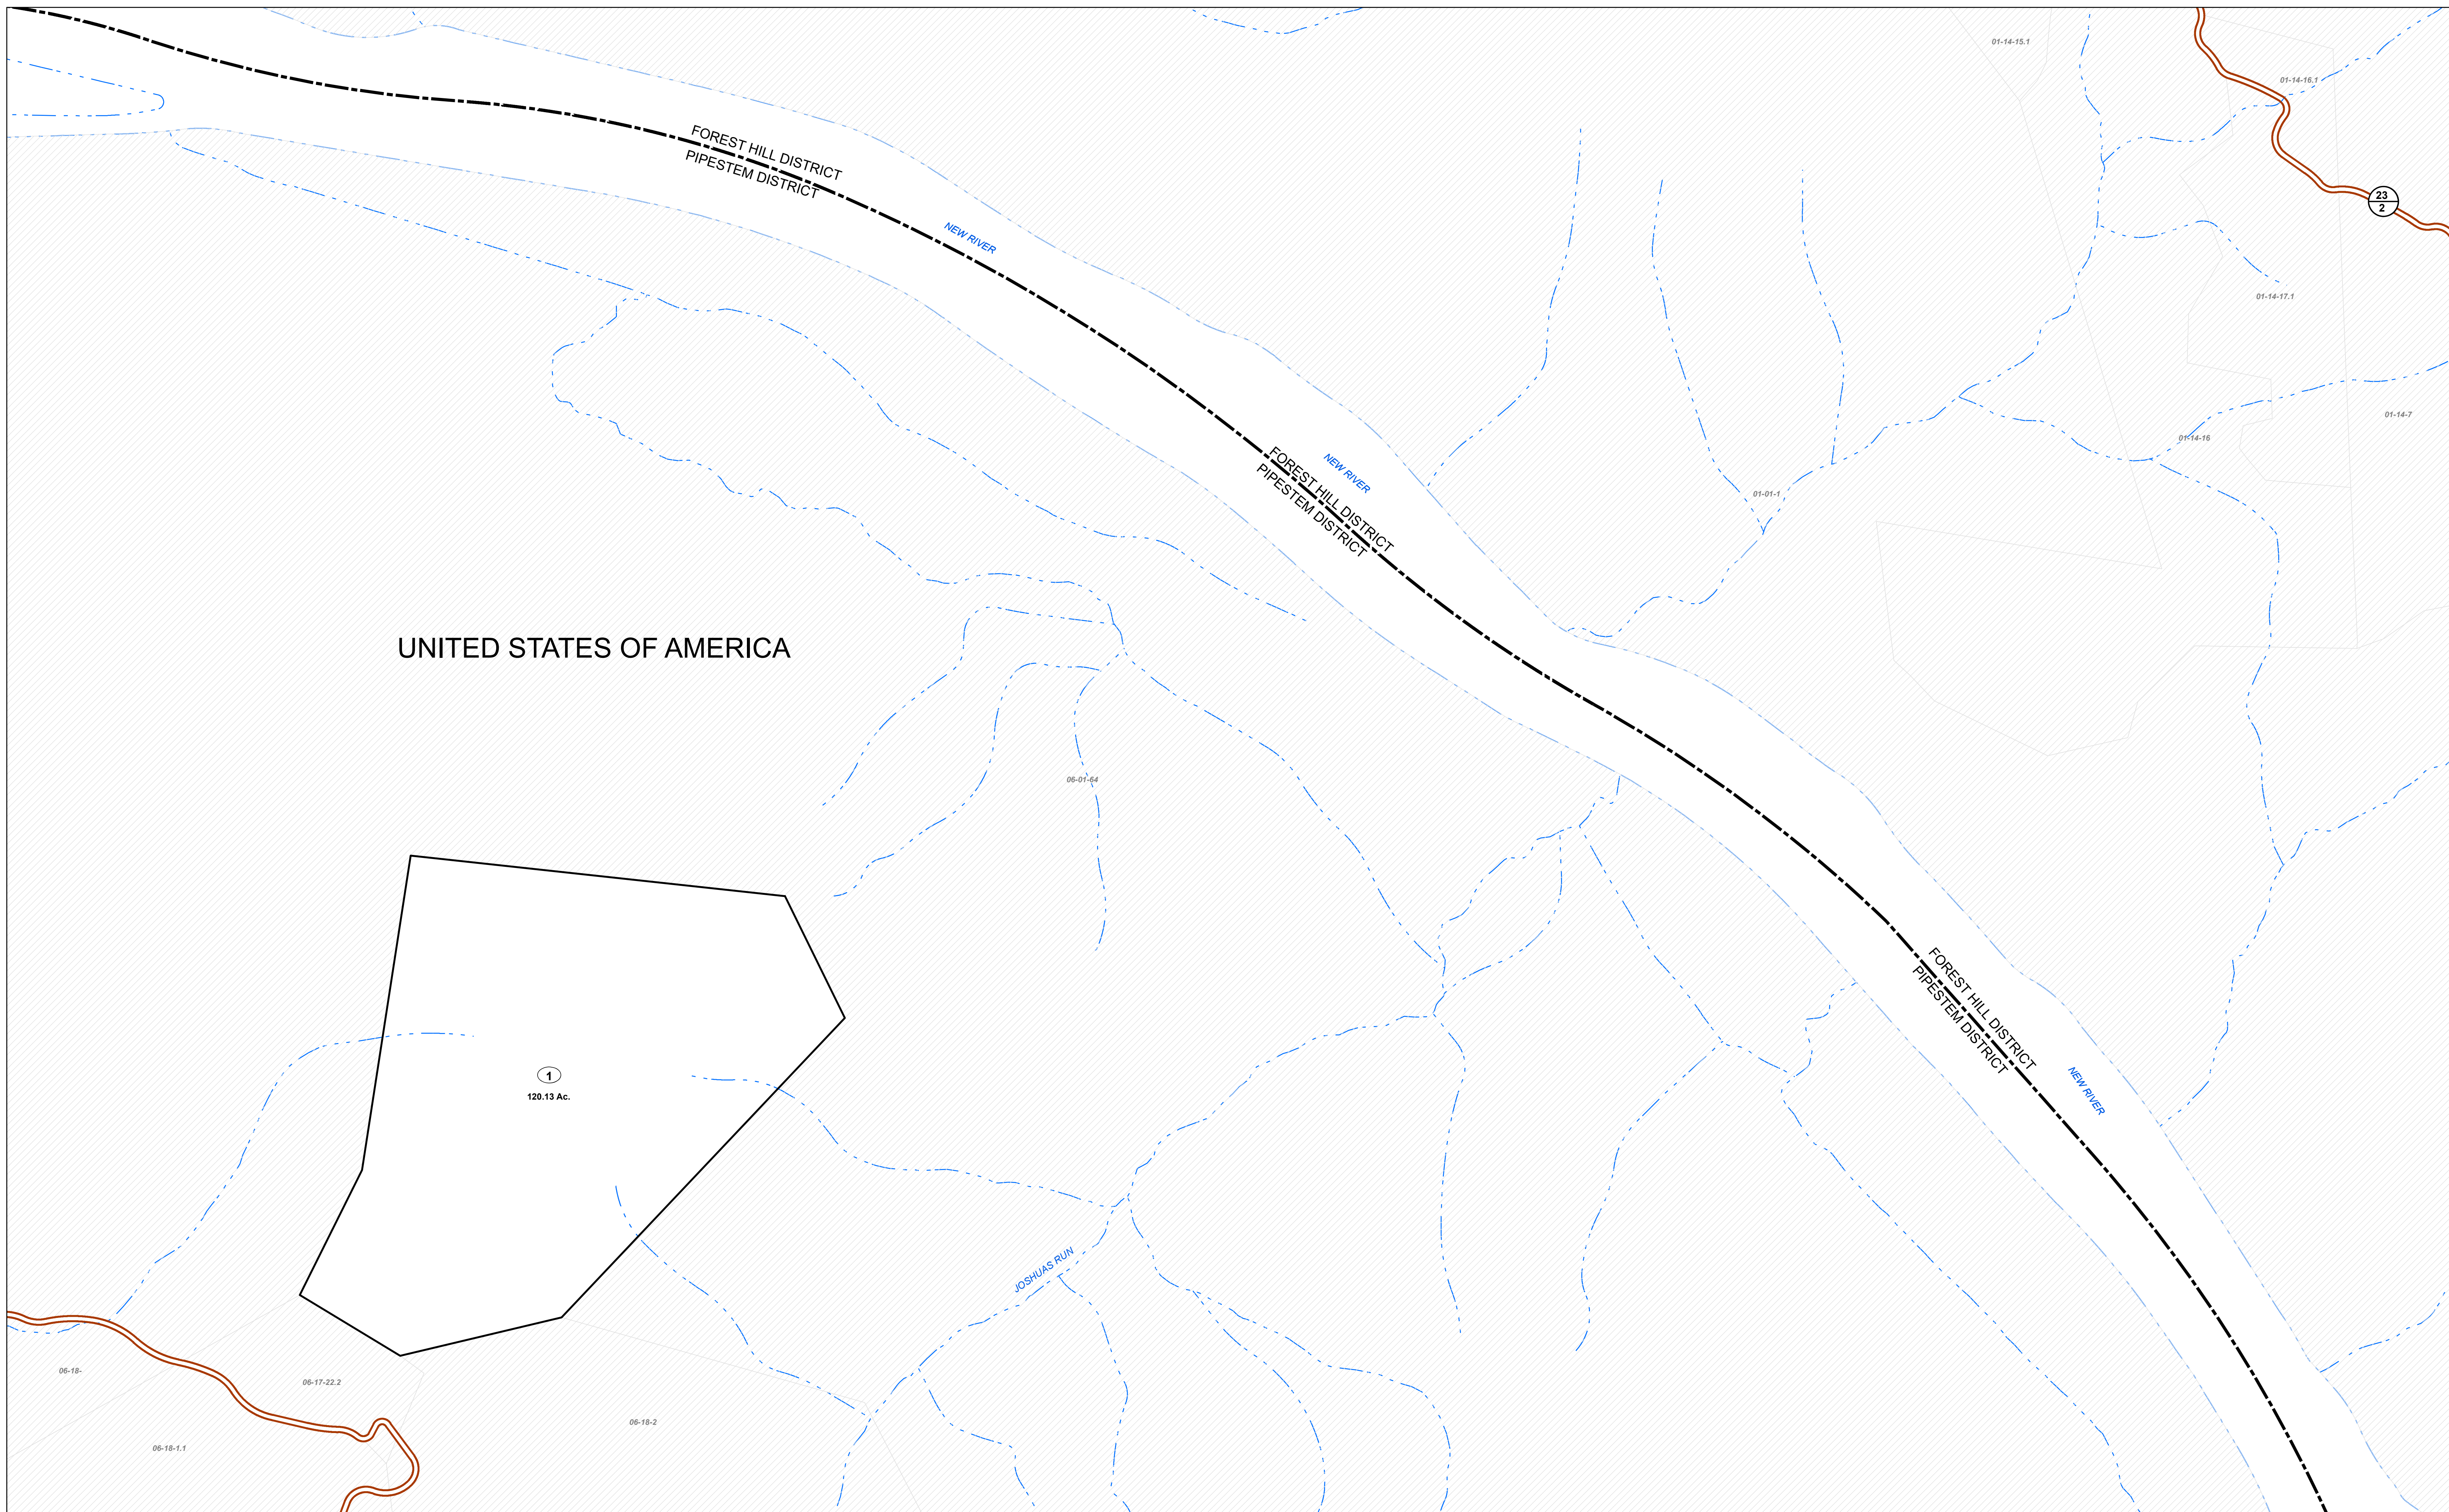 01-14-15.1
01-14-16.1
FOREST HILL DISTRICT
PIPESTEM DISTRICT
23
2
NEW RIVER
01-14-17.1
01-14-7
01-14-16
FOREST HILL DISTRICT
PIPESTEM DISTRICT
NEW RIVER
01-01-1
UNITED STATES OF AMERICA
06-01-64
FOREST HILL DISTRICT
PIPESTEM DISTRICT
NEW RIVER
1
120.13 Ac.
JOSHUAS RUN
06-18-
06-17-22.2
06-18-2
06-18-1.1